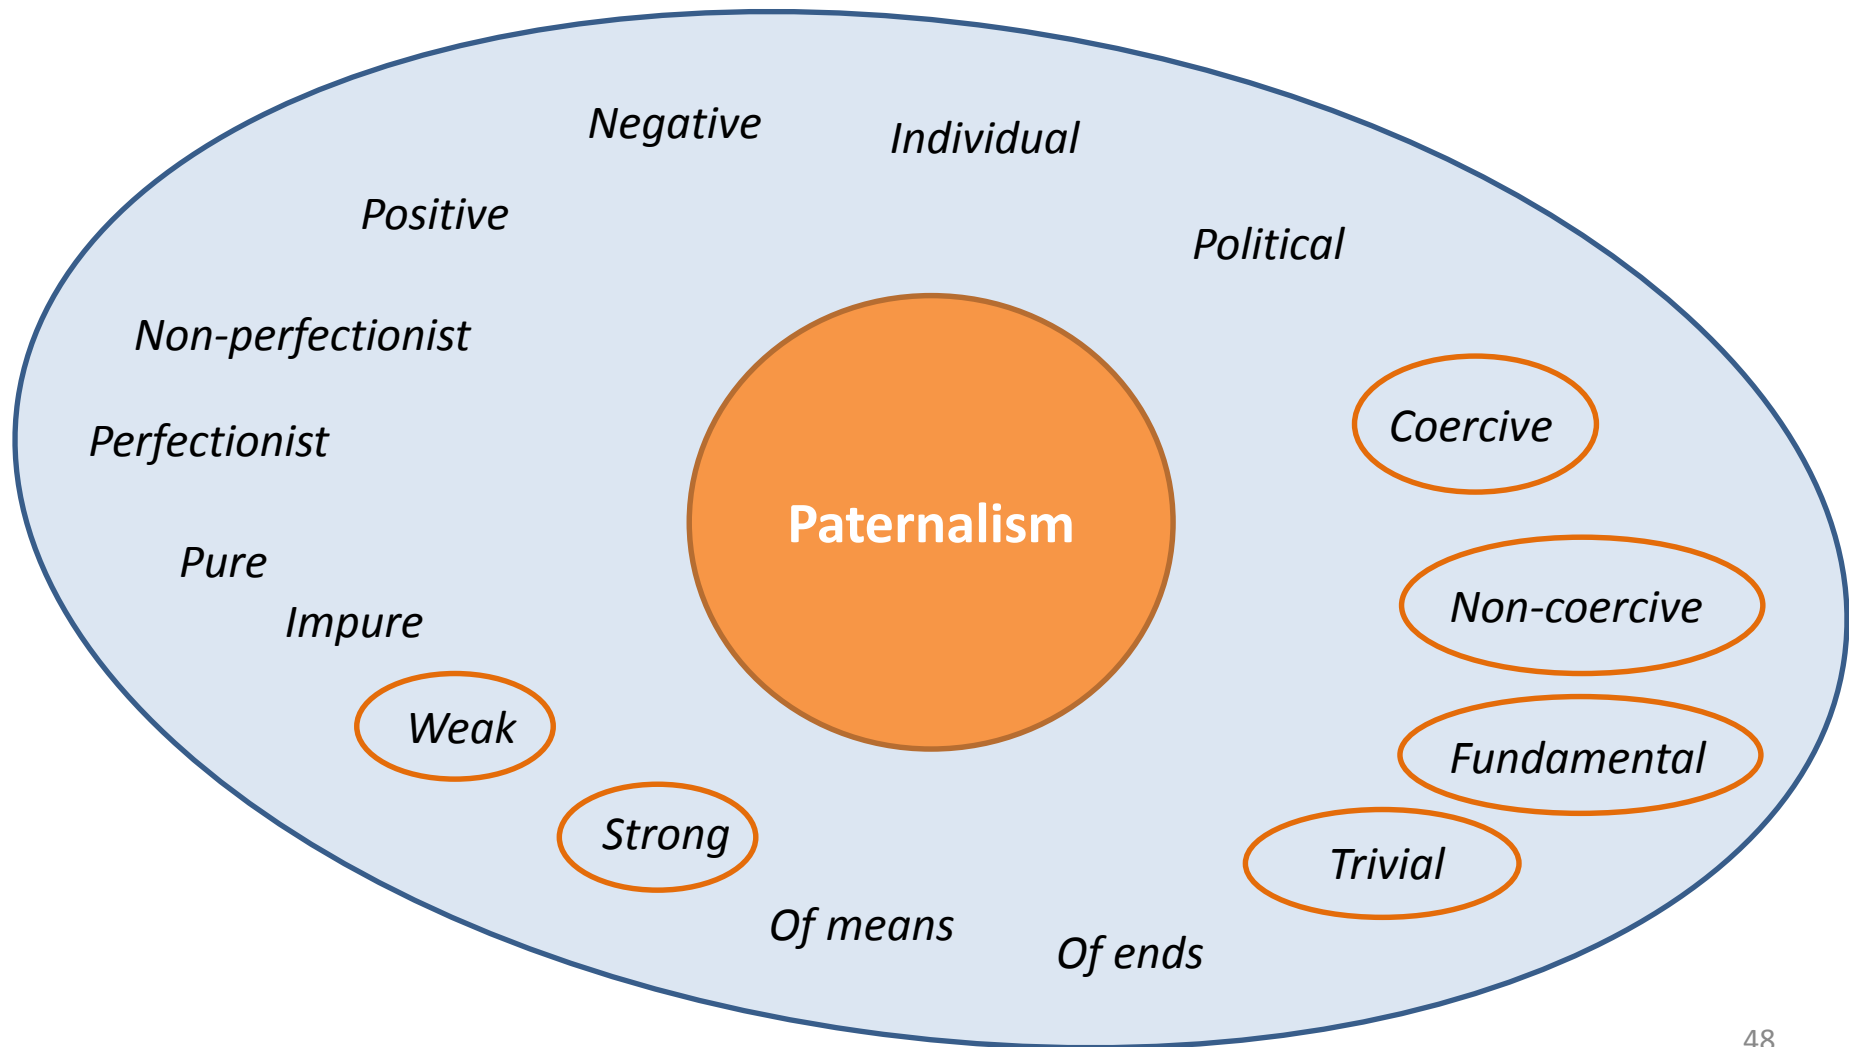 Negative
Individual
Positive
Political
Non-perfectionist
Coercive
Perfectionist
Paternalism
Pure
Non-coercive
Impure
Weak
Fundamental
Strong
Trivial
Of means
Of ends
48